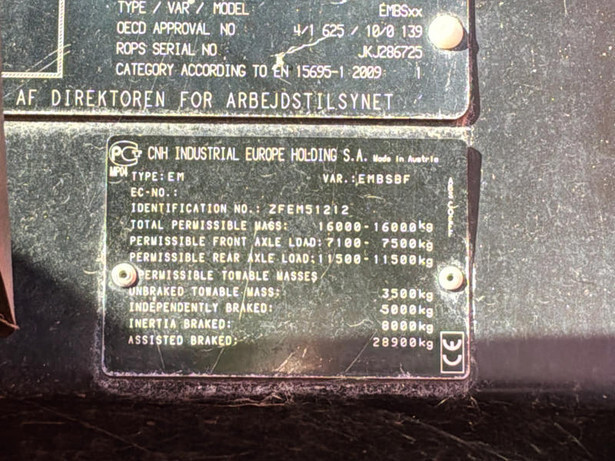 TYPE / VAR / MODEL EMBSxx
OECD APPROVAL NO 4/1 625 / 10/0 139
ROPS SERIAL NO JKJ286725
CATEGORY ACCORDING TO EN 15695-1 2009 1
AF DIREKTOREN FOR ARBEJDSTILSYNET
CNH INDUSTRIAL EUROPE HOLDING S.A. Made in Austria
MP04
TYPE: EM VAR.: EMBSBF
EC-NO.:
IDENTIFICATION NO.: ZFEM51212
TOTAL PERMISSIBLE MASS: 16000-16000kg
PERMISSIBLE FRONT AXLE LOAD: 7100- 7500kg
PERMISSIBLE REAR AXLE LOAD: 11500-11500kg
PERMISSIBLE TOWABLE MASSES
UNBRAKED TOWABLE MASS: 3500kg
INDEPENDENTLY BRAKED: 5000kg
INERTIA BRAKED: 8000kg
ASSISTED BRAKED: 28900kg
CE